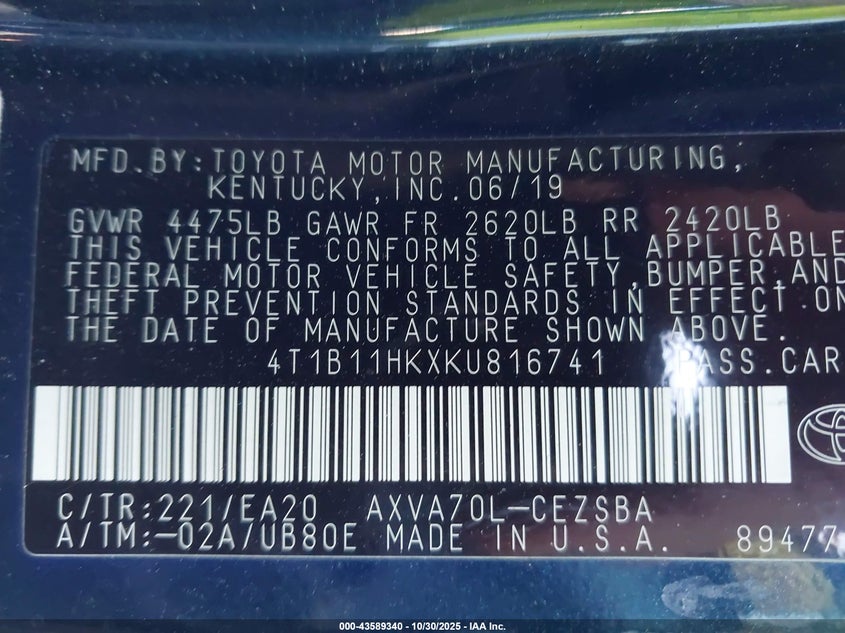 MFD.BY:TOYOTA MOTOR MANUFACTURING,
KENTUCKY,INC.06/19
GVWR 4475LB GAWR FR 2620LB RR 2420LB
THIS VEHICLE CONFORMS TO ALL APPLICABLE
FEDERAL MOTOR VEHICLE SAFETY,BUMPER,AND
THEFT PREVENTION STANDARDS IN EFFECT ON
THE DATE OF MANUFACTURE SHOWN ABOVE.
4T1B11HKXKU816741 PASS.CAR
C/TR:221/EA20 AXVA70L-CEZSBA
A/TM:-02A/UB80E MADE IN U.S.A. 89477
000-43589340 - 10/30/2025 - IAA Inc.